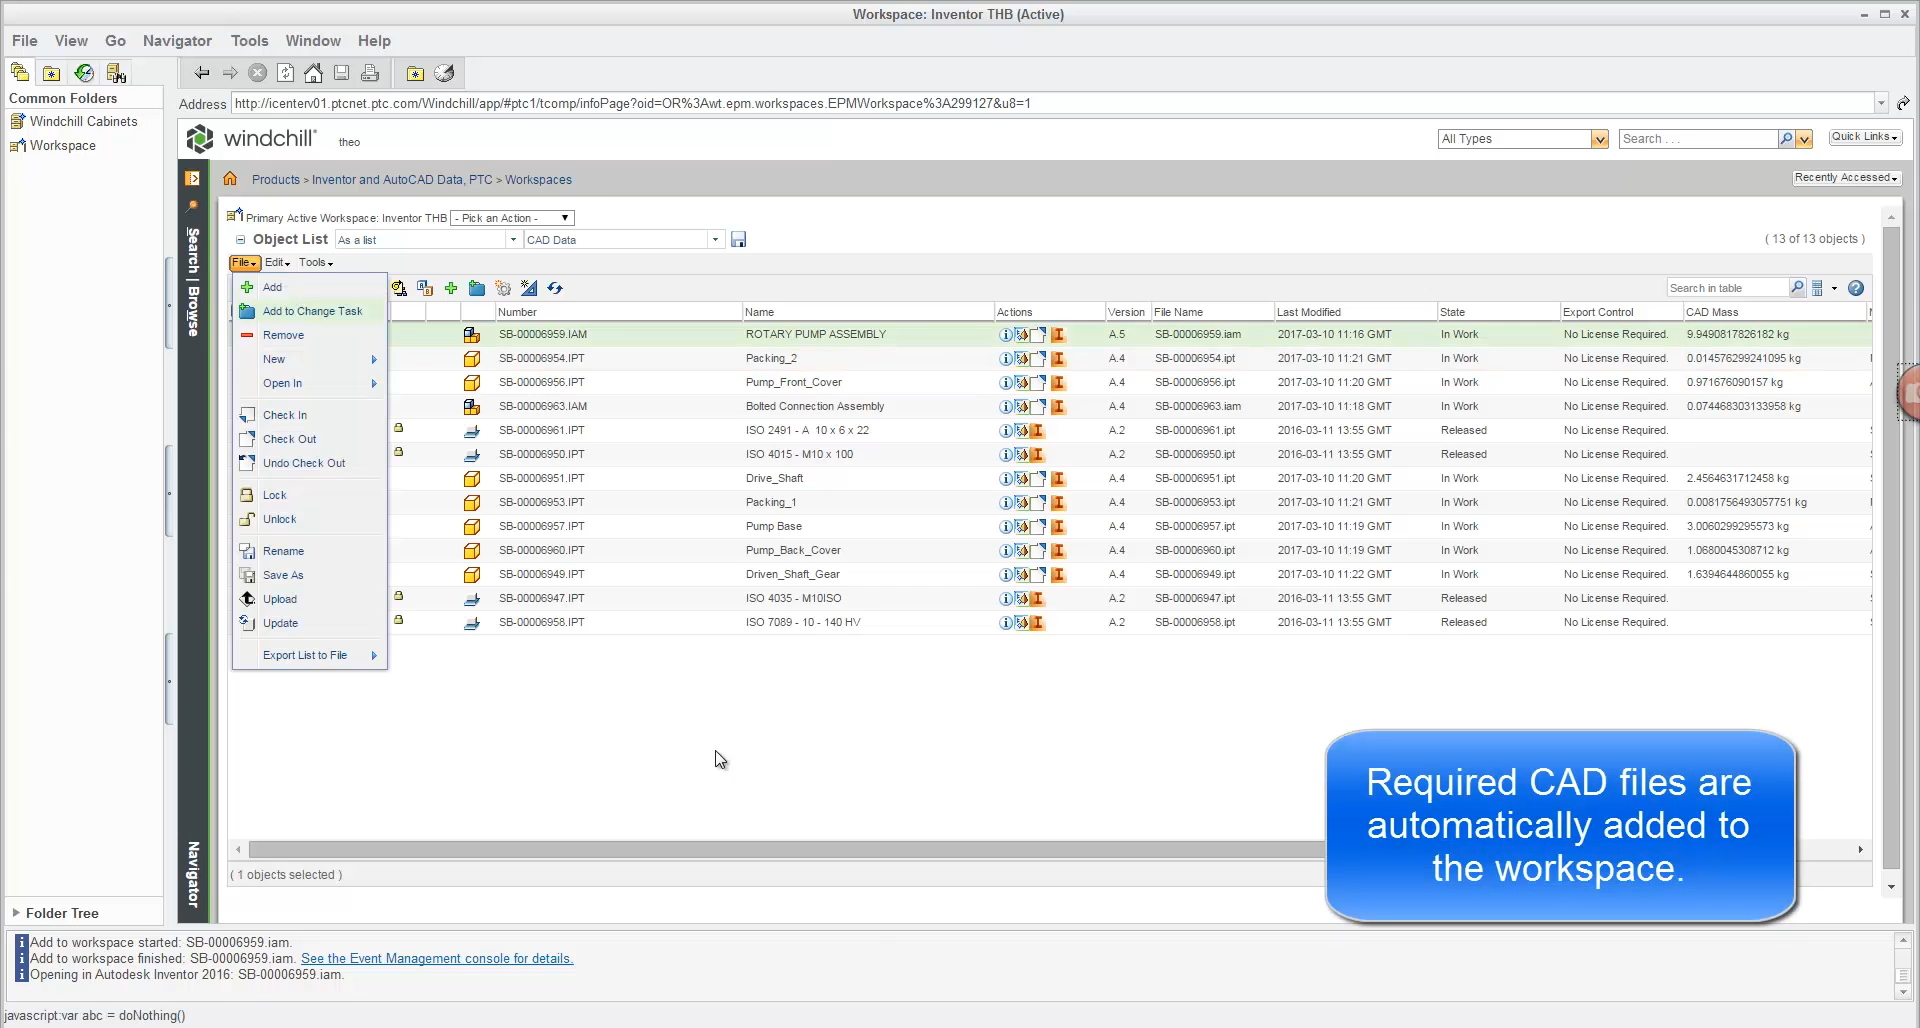 Workspace: Inventor THB (Active)
File View Go Navigator Tools Window Help
Common Folders
Windchill Cabinets
Workspace
Address http://icenterv01.ptcnet.ptc.com/Windchill/app/#ptc1/tcomp/infoPage?oid=OR%3Awt.epm.workspaces.EPMWorkspace%3A299127&u8=1
windchill® theo
All Types Search . . . Quick Links
Products > Inventor and AutoCAD Data, PTC > Workspaces
Recently Accessed
Search | Browse
Navigator
Primary Active Workspace: Inventor THB - Pick an Action -
Object List As a list CAD Data ( 13 of 13 objects )
File Edit Tools
Search in table
Add
Add to Change Task
Remove
New
Open In
Check In
Check Out
Undo Check Out
Lock
Unlock
Rename
Save As
Upload
Update
Export List to File
Number Name Actions Version File Name Last Modified State Export Control CAD Mass
SB-00006959.IAM ROTARY PUMP ASSEMBLY A.5 SB-00006959.iam 2017-03-10 11:16 GMT In Work No License Required. 9.9490817826182 kg
SB-00006954.IPT Packing_2 A.4 SB-00006954.ipt 2017-03-10 11:21 GMT In Work No License Required. 0.014576299241095 kg
SB-00006956.IPT Pump_Front_Cover A.4 SB-00006956.ipt 2017-03-10 11:20 GMT In Work No License Required. 0.971676090157 kg
SB-00006963.IAM Bolted Connection Assembly A.4 SB-00006963.iam 2017-03-10 11:18 GMT In Work No License Required. 0.074468303133958 kg
SB-00006961.IPT ISO 2491 - A 10 x 6 x 22 A.2 SB-00006961.ipt 2016-03-11 13:55 GMT Released No License Required.
SB-00006950.IPT ISO 4015 - M10 x 100 A.2 SB-00006950.ipt 2016-03-11 13:55 GMT Released No License Required.
SB-00006951.IPT Drive_Shaft A.4 SB-00006951.ipt 2017-03-10 11:20 GMT In Work No License Required. 2.4564631712458 kg
SB-00006953.IPT Packing_1 A.4 SB-00006953.ipt 2017-03-10 11:21 GMT In Work No License Required. 0.0081756493057751 kg
SB-00006957.IPT Pump Base A.4 SB-00006957.ipt 2017-03-10 11:19 GMT In Work No License Required. 3.0060299295573 kg
SB-00006960.IPT Pump_Back_Cover A.4 SB-00006960.ipt 2017-03-10 11:19 GMT In Work No License Required. 1.0680045308712 kg
SB-00006949.IPT Driven_Shaft_Gear A.4 SB-00006949.ipt 2017-03-10 11:22 GMT In Work No License Required. 1.6394644860055 kg
SB-00006947.IPT ISO 4035 - M10ISO A.2 SB-00006947.ipt 2016-03-11 13:55 GMT Released No License Required.
SB-00006958.IPT ISO 7089 - 10 - 140 HV A.2 SB-00006958.ipt 2016-03-11 13:55 GMT Released No License Required.
Required CAD files are
automatically added to
the workspace.
( 1 objects selected )
Folder Tree
Add to workspace started: SB-00006959.iam.
Add to workspace finished: SB-00006959.iam. See the Event Management console for details.
Opening in Autodesk Inventor 2016: SB-00006959.iam.
javascript:var abc = doNothing()